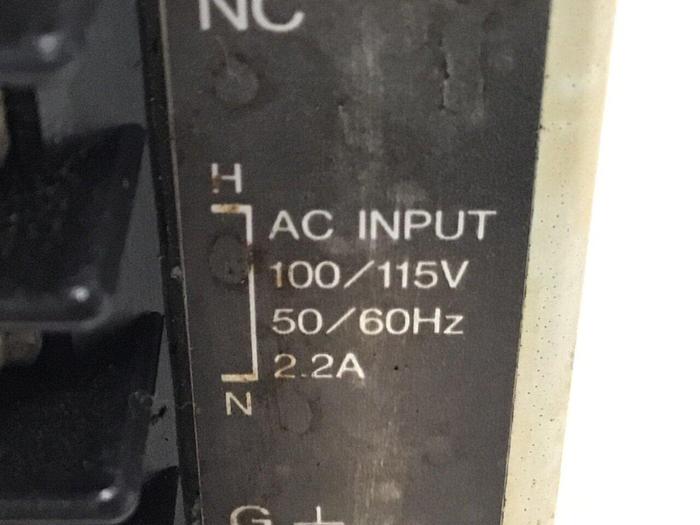 NC
H
AC INPUT
100/115V
50/60Hz
2.2A
N
G